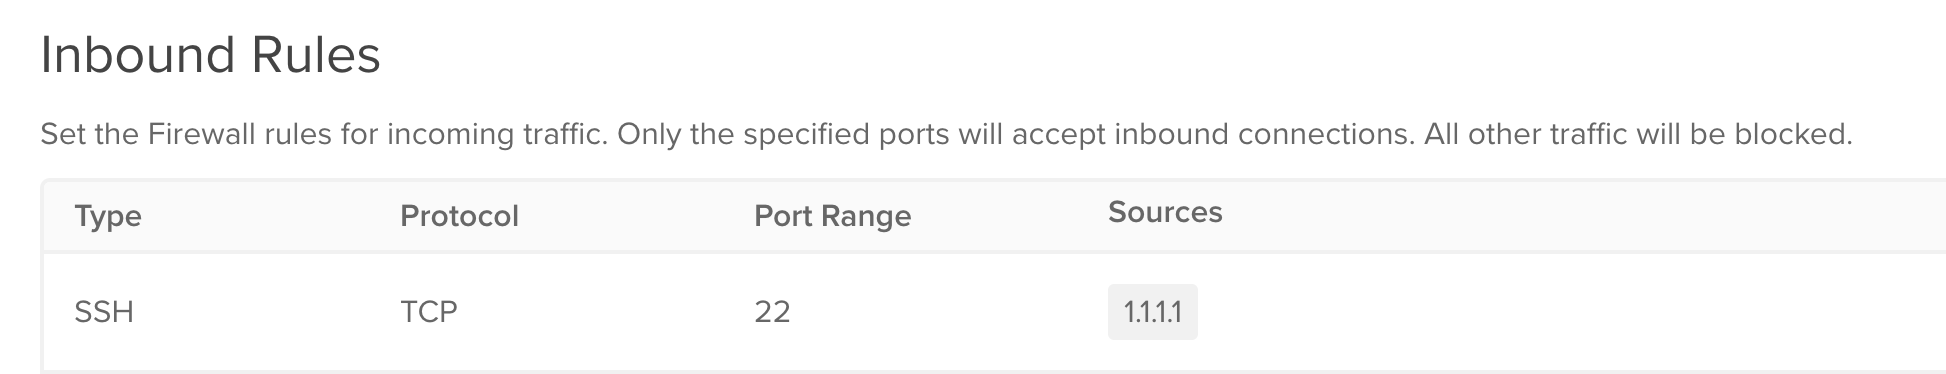 Inbound Rules
Set the Firewall rules for incoming traffic. Only the specified ports will accept inbound connections. All other traffic will be blocked.
Type Protocol Port Range Sources
SSH TCP 22 1.1.1.1